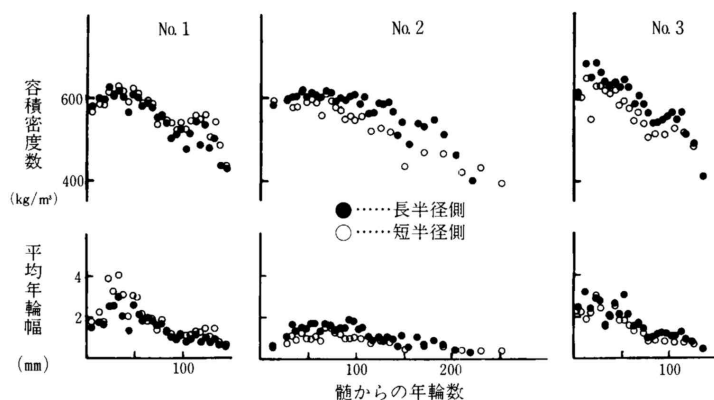 No. 1
No. 2
No. 3
容積密度数
(kg/m³)
600
400
●……長半径側
○……短半径側
平均年輪幅
(mm)
4
2
100
100
200
100
髄からの年輪数